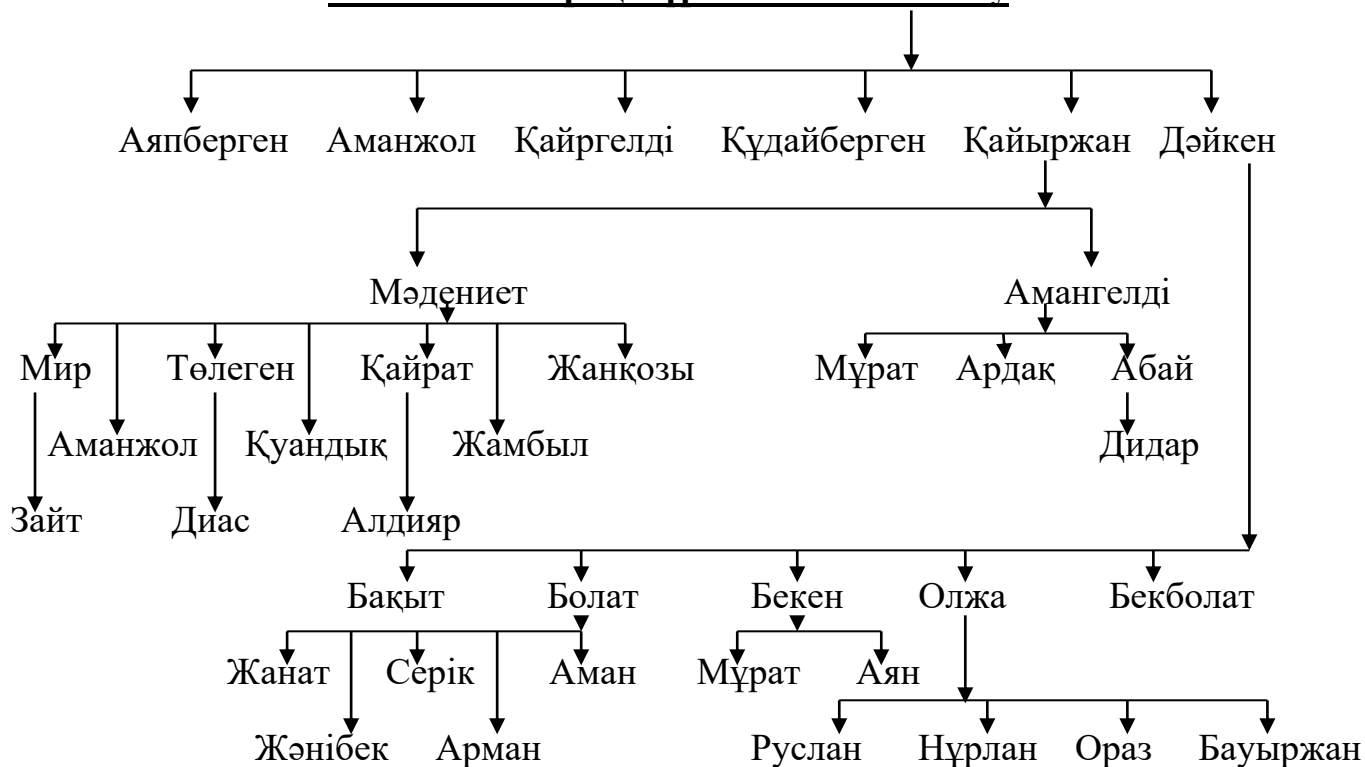 Аяпберген Аманжол Қайргелді Құдайберген Қайыржан Дәйкен
Мәдениет Амангелді
Мир Төлеген Қайрат Жанқозы Мұрат Ардақ Абай
Аманжол Қуандық Жамбыл Дидар
Зайт Диас Алдияр
Бақыт Болат Бекен Олжа Бекболат
Жанат Серік Аман Мұрат Аян
Жәнібек Арман Руслан Нұрлан Ораз Бауыржан